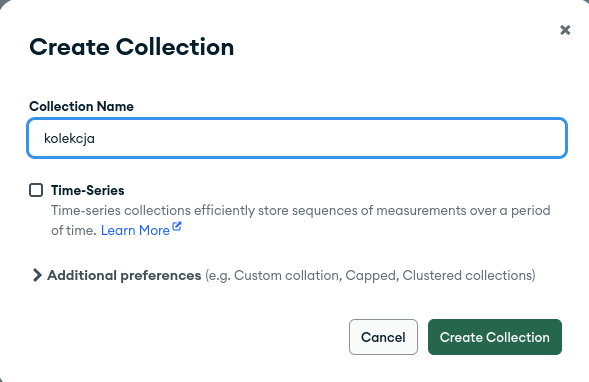 Create Collection
Collection Name
kolekcja
Time-Series
Time-series collections efficiently store sequences of measurements over a period
of time. Learn More
Additional preferences (e.g. Custom collation, Capped, Clustered collections)
Cancel
Create Collection